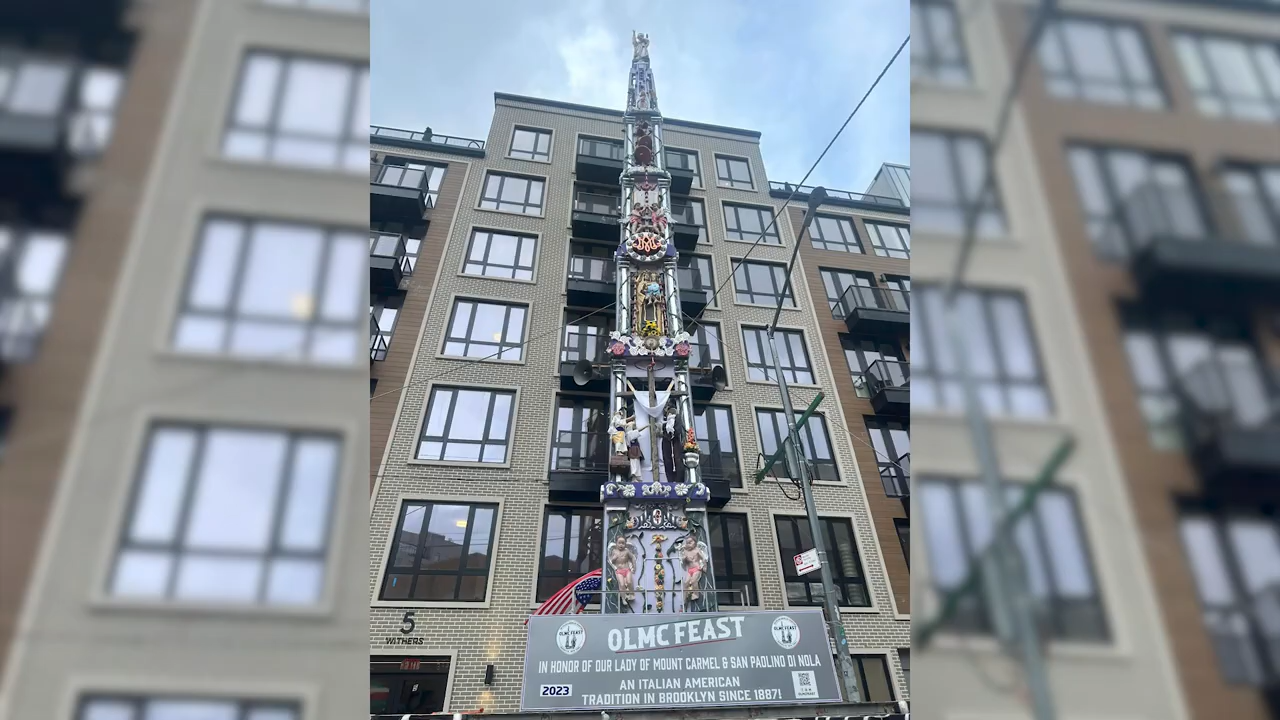 5
WITHERS
OLMC FEAST
IN HONOR OF OUR LADY OF MOUNT CARMEL & SAN PAOLINO DI NOLA
AN ITALIAN AMERICAN
TRADITION IN BROOKLYN SINCE 1887!
2023